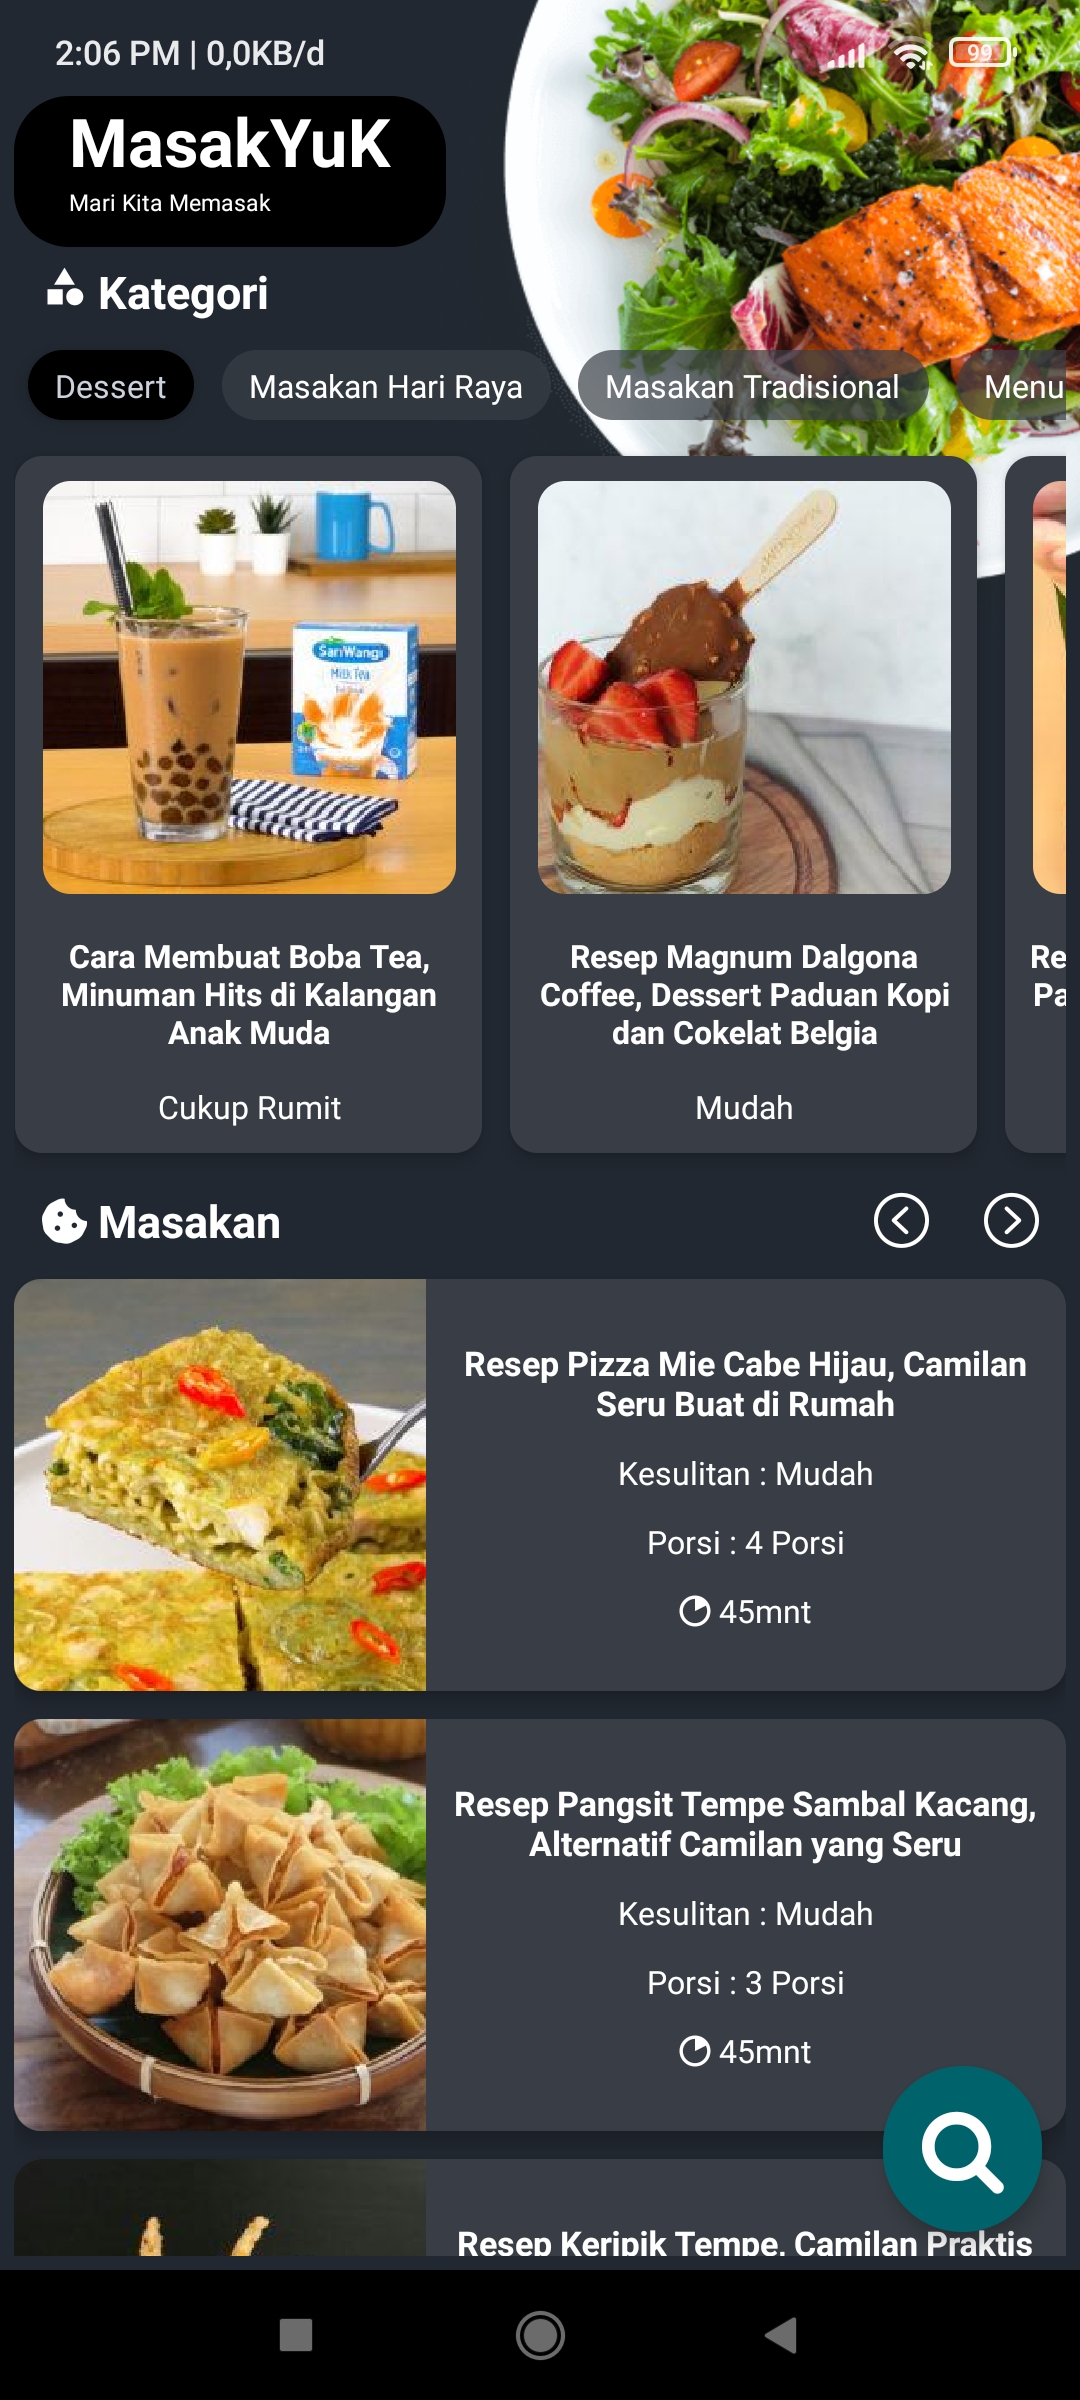 2:06 PM | 0,0KB/d
99
MasakYuK
Mari Kita Memasak
Kategori
Dessert
Masakan Hari Raya
Masakan Tradisional
Menu
SariWangi
Milk Tea
MAGNUM
Cara Membuat Boba Tea,
Minuman Hits di Kalangan
Anak Muda
Cukup Rumit
Resep Magnum Dalgona
Coffee, Dessert Paduan Kopi
dan Cokelat Belgia
Mudah
Re
Pa
Masakan
Resep Pizza Mie Cabe Hijau, Camilan
Seru Buat di Rumah
Kesulitan : Mudah
Porsi : 4 Porsi
45mnt
Resep Pangsit Tempe Sambal Kacang,
Alternatif Camilan yang Seru
Kesulitan : Mudah
Porsi : 3 Porsi
45mnt
Resep Keripik Tempe, Camilan Praktis